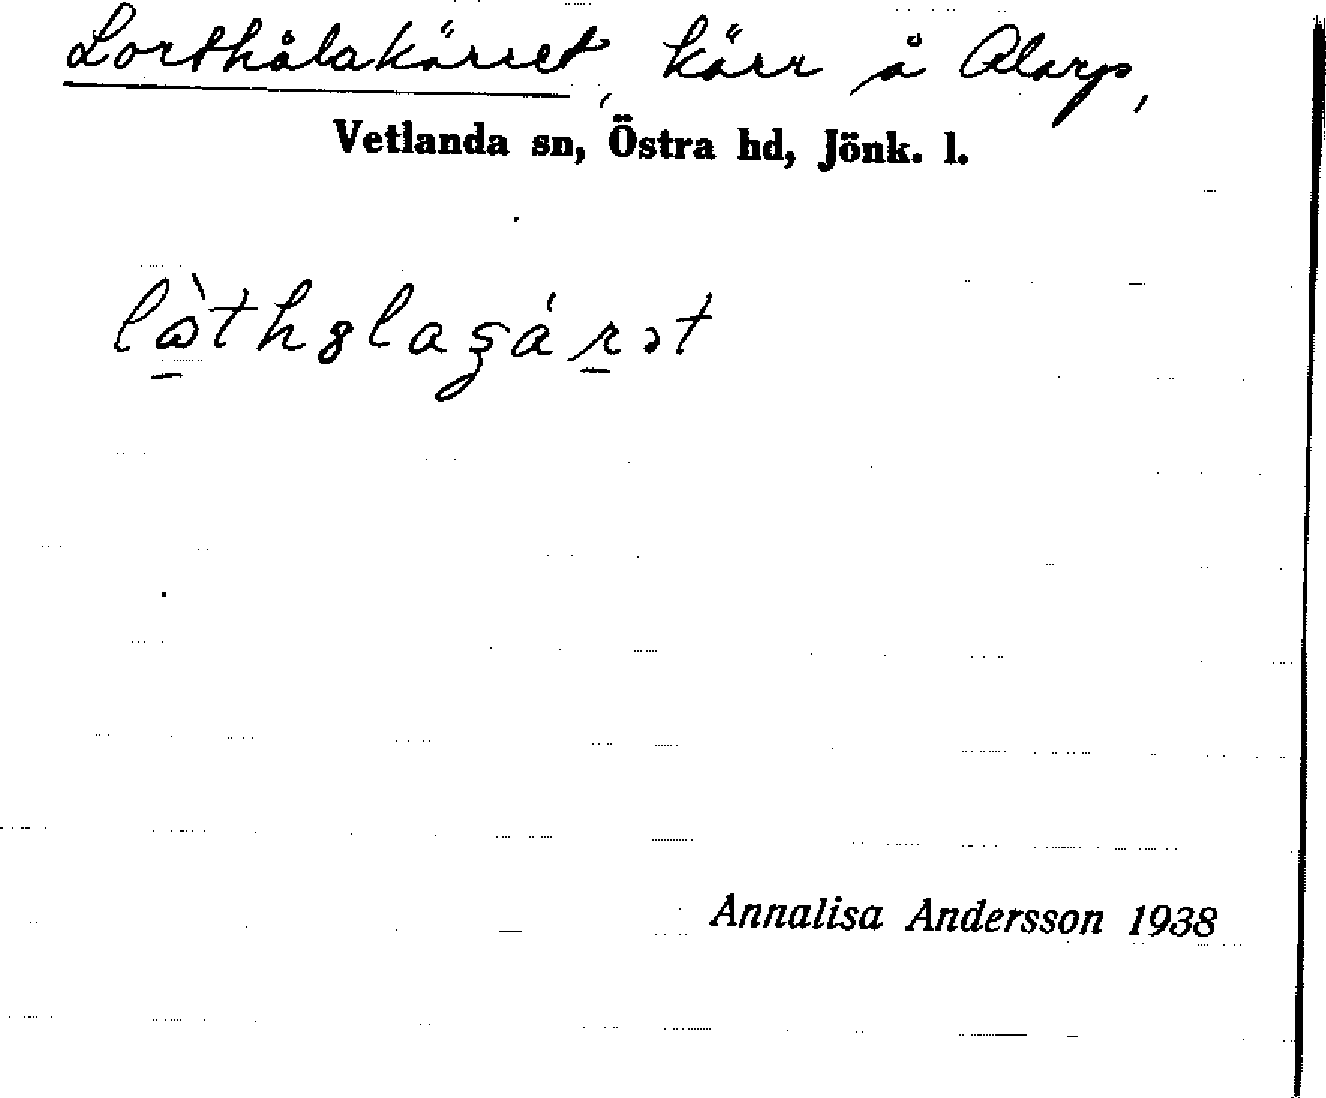 Lorthålakärret, kärr å Alarp,
Vetlanda sn, Östra hd, Jönk. l.
Annalisa Andersson 1938